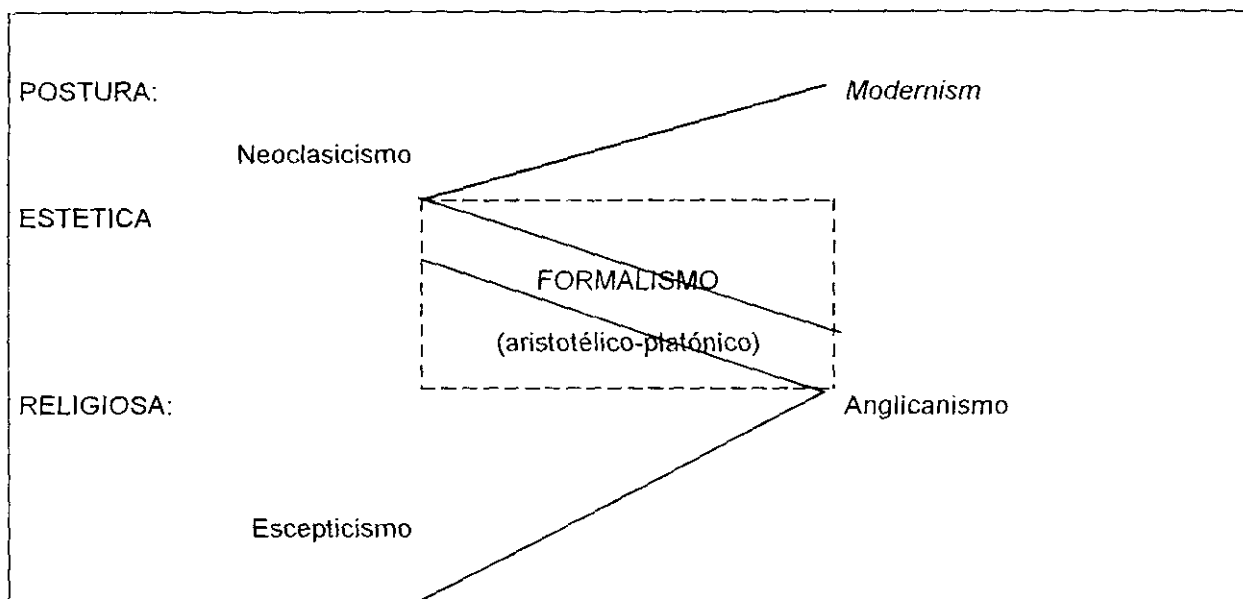 POSTURA:
Modernism
Neoclasicismo
ESTETICA
FORMALISMO
(aristotélico-platónico)
RELIGIOSA:
Anglicanismo
Escepticismo